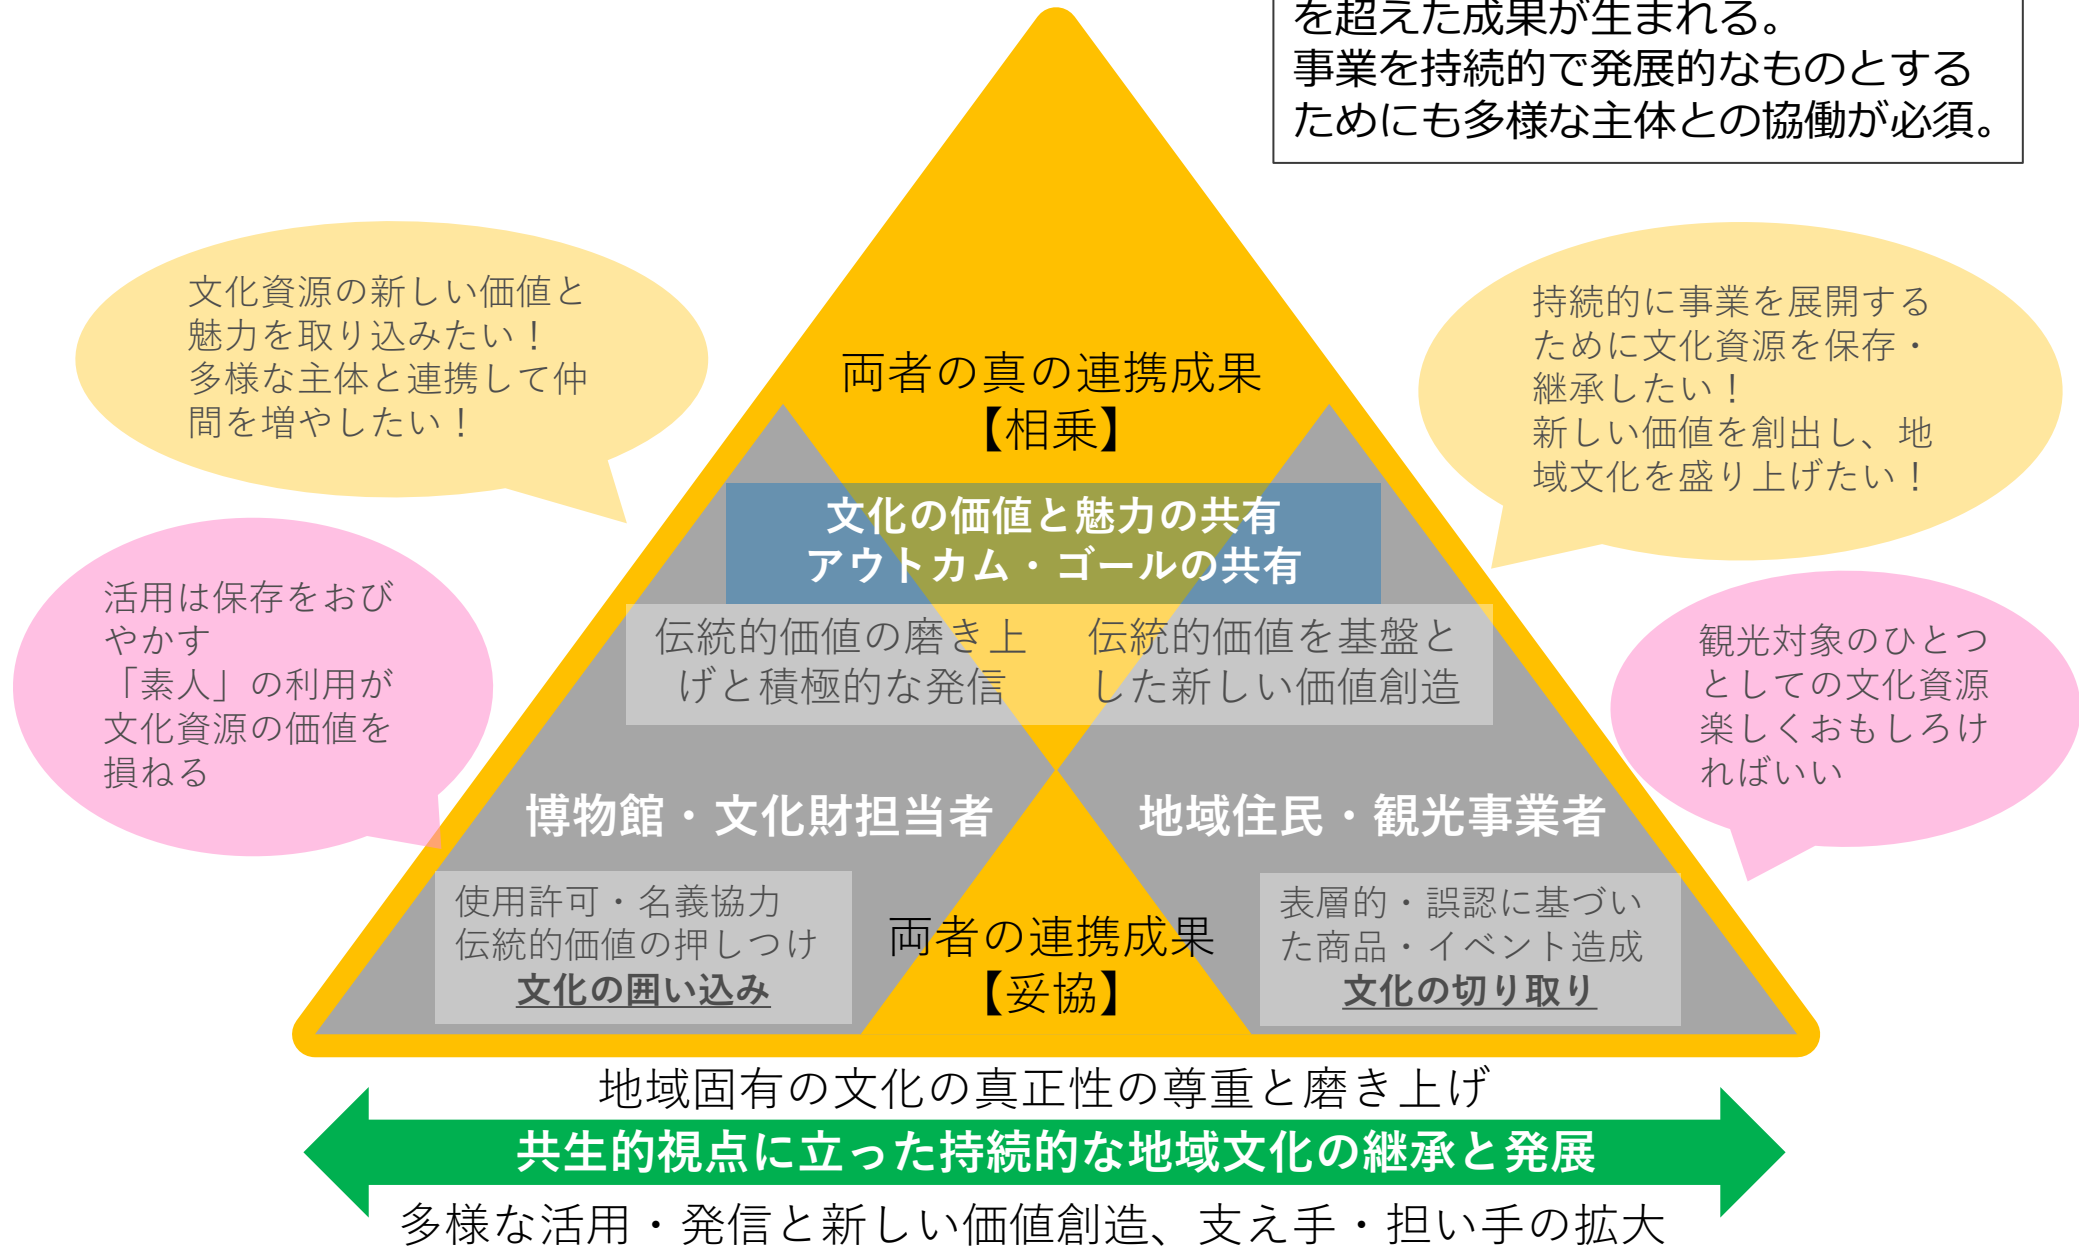 を超えた成果が生まれる。
事業を持続的で発展的なものとする
ためにも多様な主体との協働が必須。
文化資源の新しい価値と
魅力を取り込みたい！
多様な主体と連携して仲
間を増やしたい！
持続的に事業を展開する
ために文化資源を保存・
継承したい！
新しい価値を創出し、地
域文化を盛り上げたい！
両者の真の連携成果
【相乗】
文化の価値と魅力の共有
アウトカム・ゴールの共有
活用は保存をおび
やかす
「素人」の利用が
文化資源の価値を
損ねる
伝統的価値の磨き上
げと積極的な発信
伝統的価値を基盤と
した新しい価値創造
観光対象のひとつ
としての文化資源
楽しくおもしろけ
ればいい
博物館・文化財担当者
地域住民・観光事業者
使用許可・名義協力
伝統的価値の押しつけ
文化の囲い込み
両者の連携成果
【妥協】
表層的・誤認に基づい
た商品・イベント造成
文化の切り取り
地域固有の文化の真正性の尊重と磨き上げ
共生的視点に立った持続的な地域文化の継承と発展
多様な活用・発信と新しい価値創造、支え手・担い手の拡大